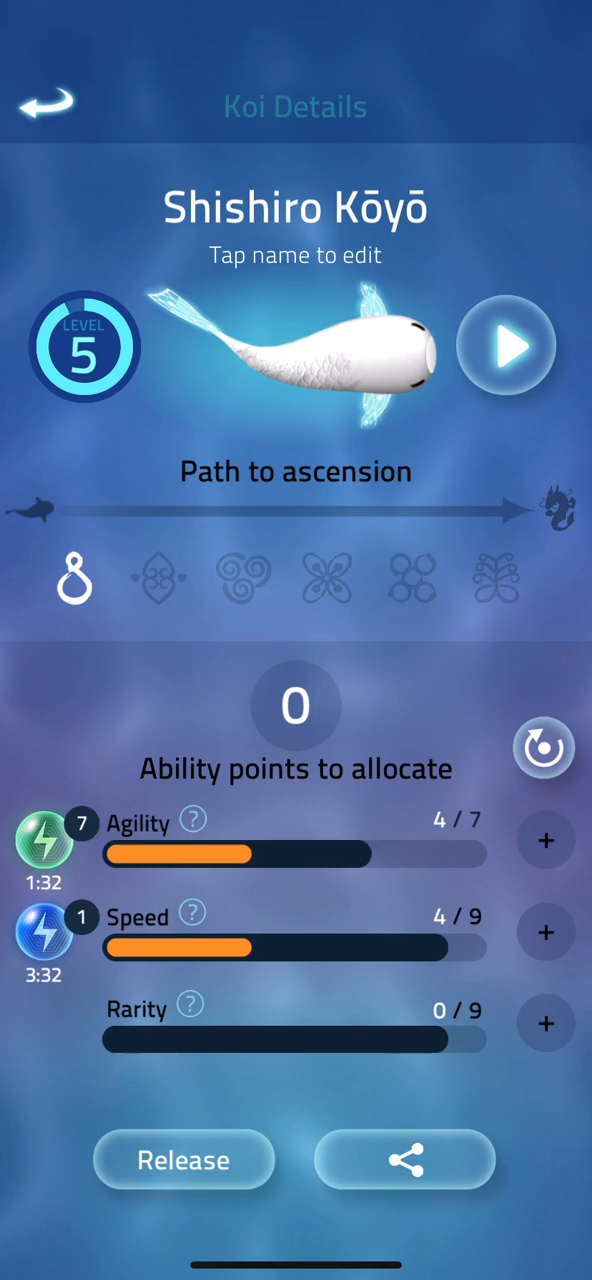 Koi Details
Shishiro Kōyō
Tap name to edit
LEVEL
5
Path to ascension
0
Ability points to allocate
7
Agility ?
4 / 7
+
1:32
1
Speed ?
4 / 9
+
3:32
Rarity ?
0 / 9
+
Release